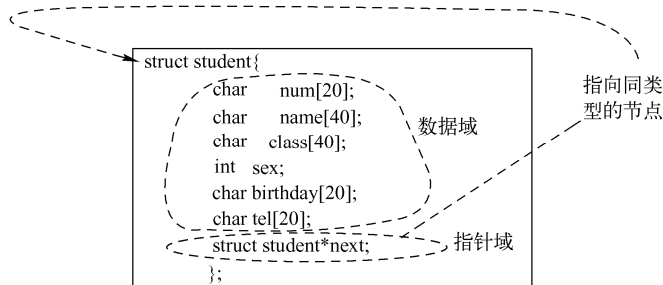 struct student{
char num[20];
char name[40];
char class[40];
int sex;
char birthday[20];
char tel[20];
struct student*next;
};
数据域
指针域
指向同类
型的节点